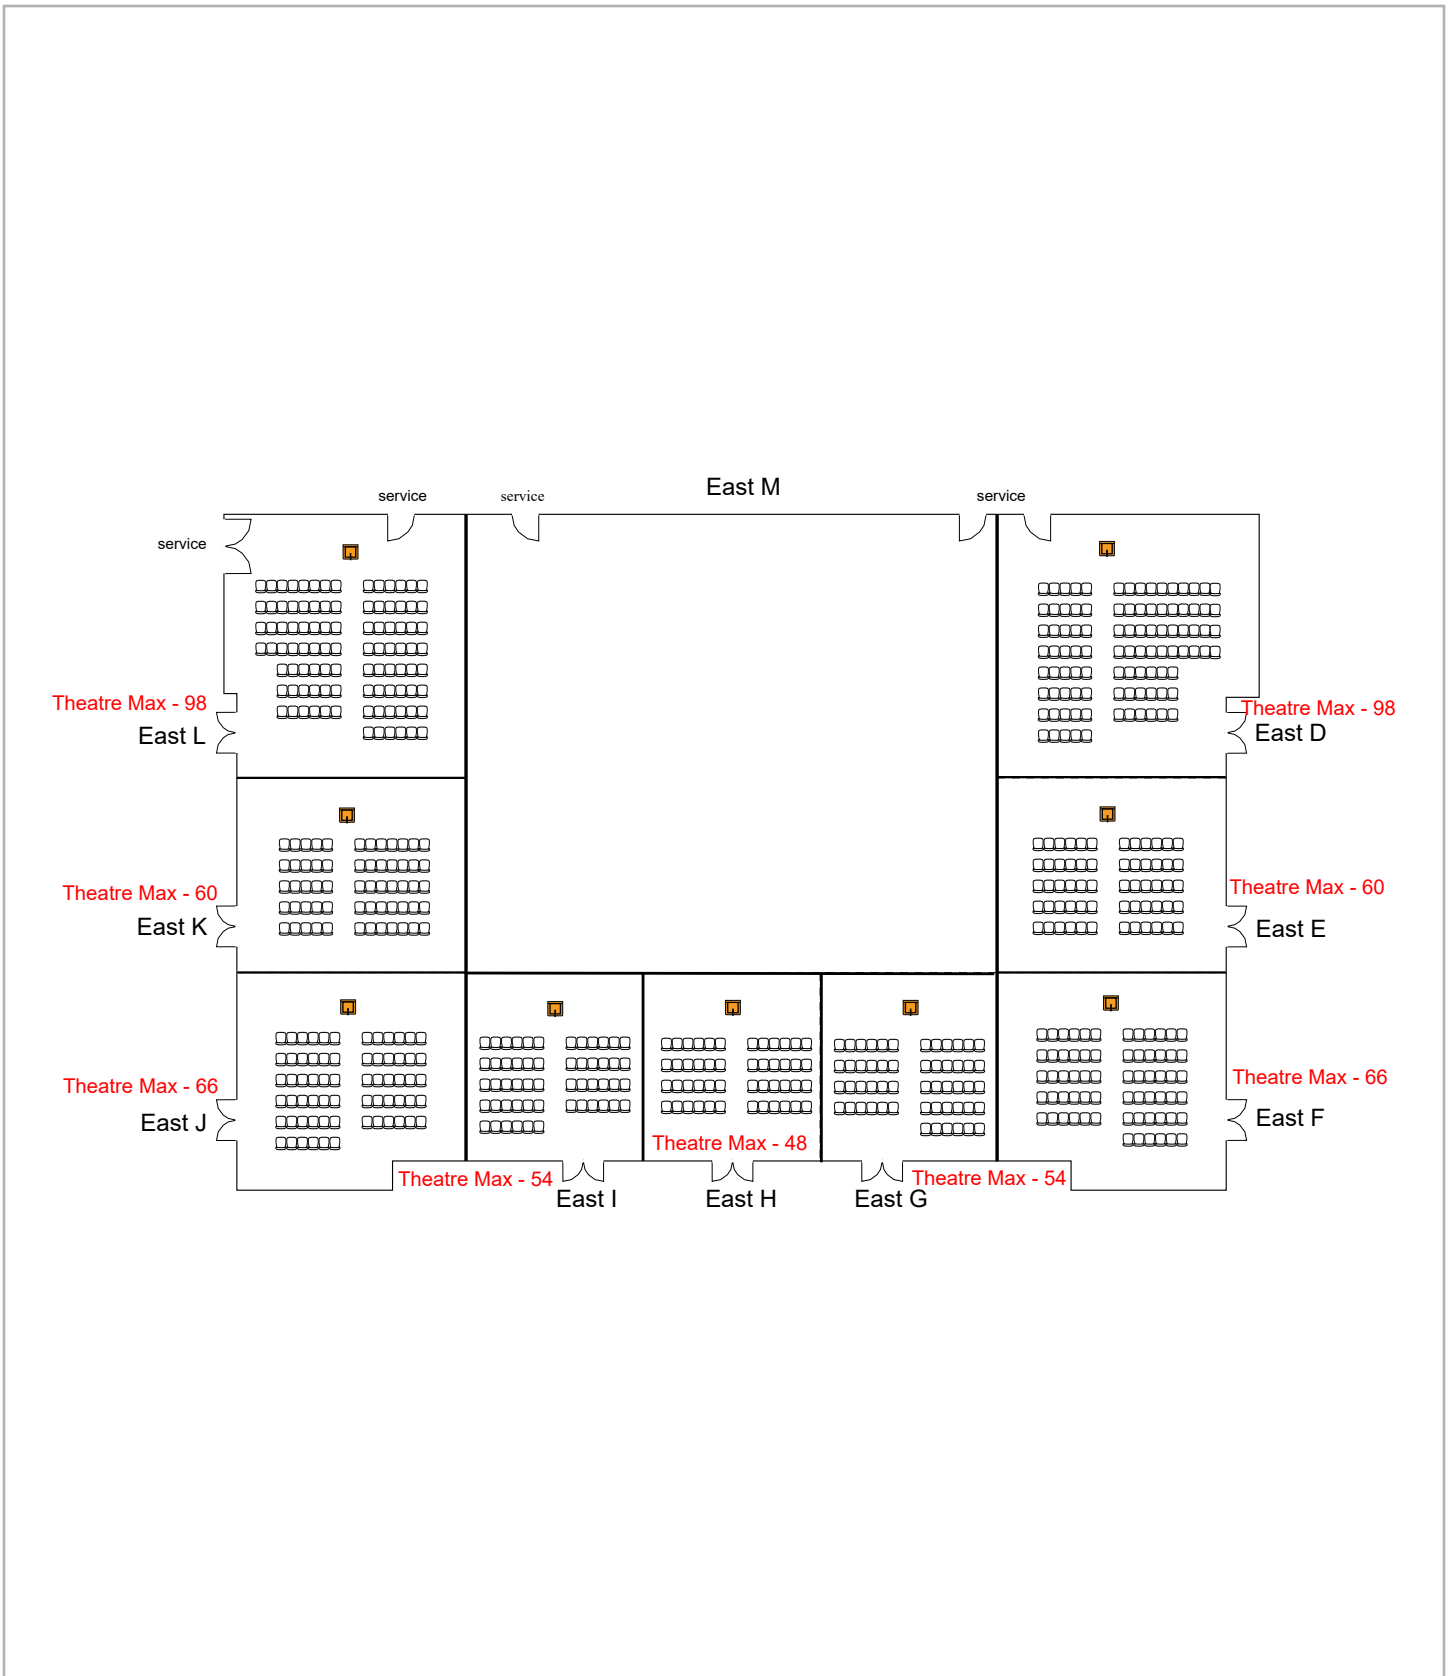 East M
service
service
service
service
Theatre Max - 98
East L
Theatre Max - 98
East D
Theatre Max - 60
East K
Theatre Max - 60
East E
Theatre Max - 66
East J
Theatre Max - 66
East F
Theatre Max - 48
Theatre Max - 54
Theatre Max - 54
East I
East H
East G